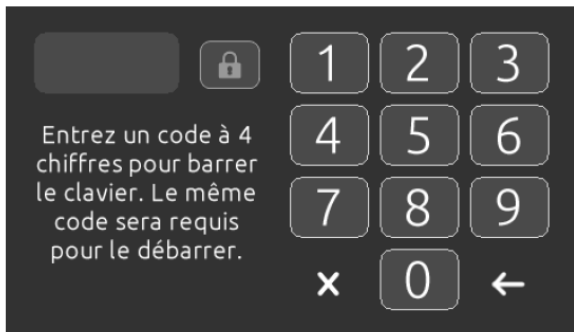 Entrez un code à 4
chiffres pour barrer
le clavier. Le même
code sera requis
pour le débarrer.
1 2 3
4 5 6
7 8 9
× 0 ←